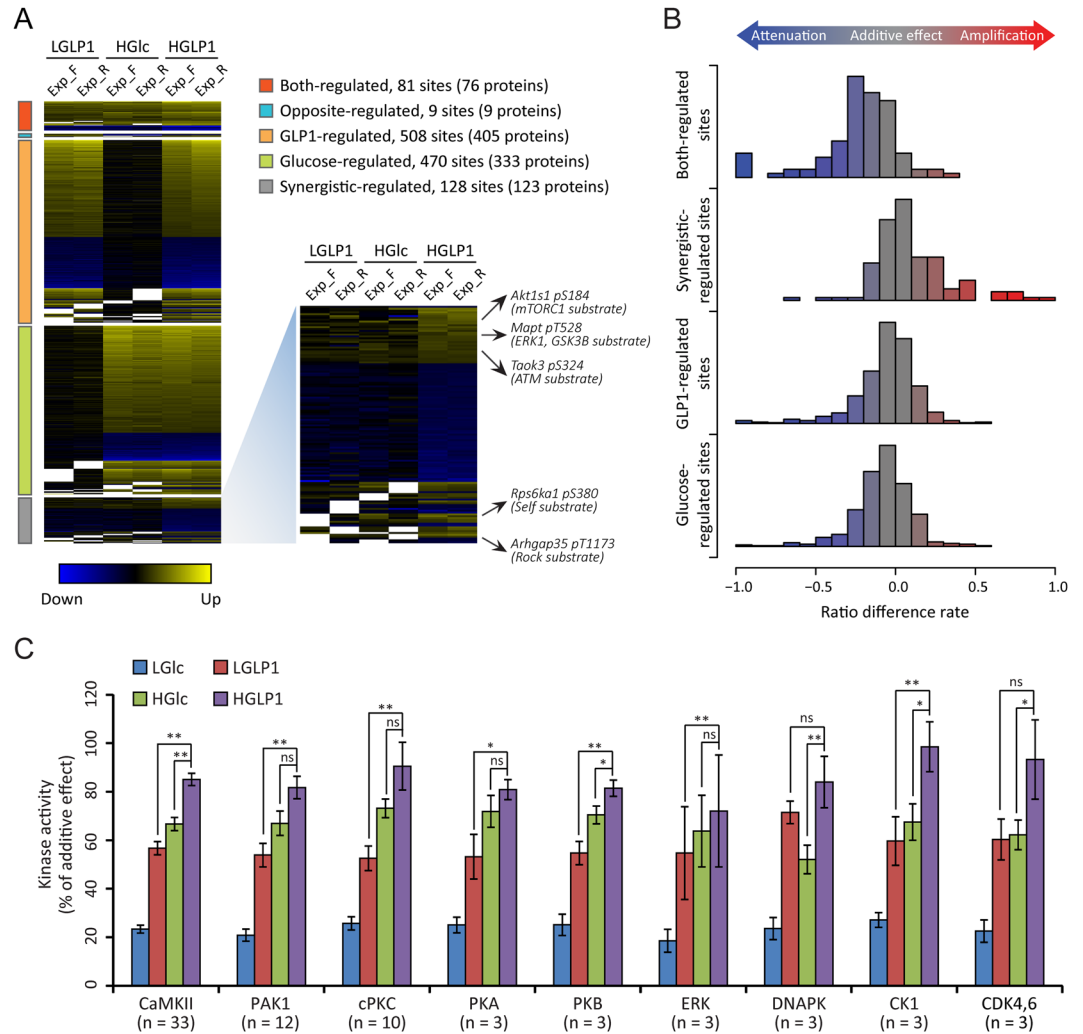 A
LGLP1 HGlc HGLP1
Exp_F Exp_R Exp_F Exp_R Exp_F Exp_R
Both-regulated, 81 sites (76 proteins)
Opposite-regulated, 9 sites (9 proteins)
GLP1-regulated, 508 sites (405 proteins)
Glucose-regulated, 470 sites (333 proteins)
Synergistic-regulated, 128 sites (123 proteins)
LGLP1 HGlc HGLP1
Exp_F Exp_R Exp_F Exp_R Exp_F Exp_R
Akt1s1 pS184
(mTORC1 substrate)
Mapt pT528
(ERK1, GSK3B substrate)
Taok3 pS324
(ATM substrate)
Rps6ka1 pS380
(Self substrate)
Arhgap35 pT1173
(Rock substrate)
Down Up
B
Attenuation Additive effect Amplification
Both-regulated
sites
Synergistic-
regulated sites
GLP1-regulated
sites
Glucose-
regulated sites
−1.0 −0.5 0.0 0.5 1.0
Ratio difference rate
C
LGlc LGLP1
HGlc HGLP1
Kinase activity
(% of additive effect)
120
100
80
60
40
20
0
** ** ** ns ** ns * ns ** * ** ns ns ** ** * ns *
CaMKII PAK1 cPKC PKA PKB ERK DNAPK CK1 CDK4,6
(n = 33) (n = 12) (n = 10) (n = 3) (n = 3) (n = 3) (n = 3) (n = 3) (n = 3)